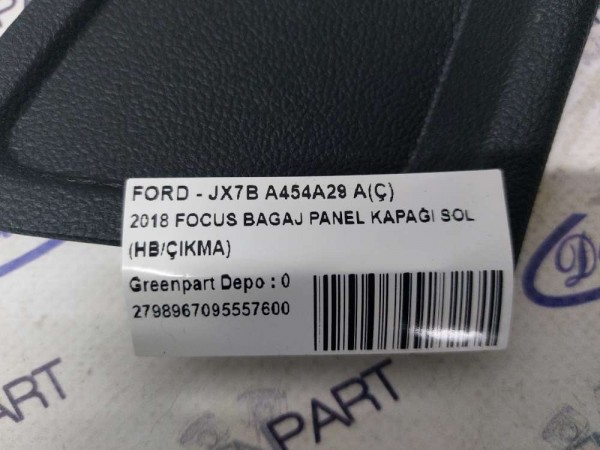 FORD - JX7B A454A29 A(Ç)
2018 FOCUS BAGAJ PANEL KAPAĞI SOL
(HB/ÇIKMA)
Greenpart Depo : 0
2798967095557600
PART
PART